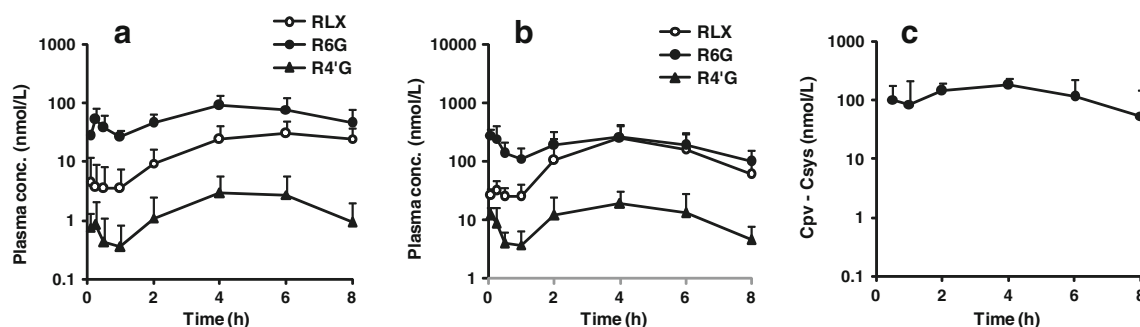 a
RLX
R6G
R4'G
Plasma conc. (nmol/L)
1000
100
10
1
0.1
0 2 4 6 8
Time (h)
b
RLX
R6G
R4'G
Plasma conc. (nmol/L)
10000
1000
100
10
1
0 2 4 6 8
Time (h)
c
Cpv - Csys (nmol/L)
1000
100
10
1
0.1
0 2 4 6 8
Time (h)